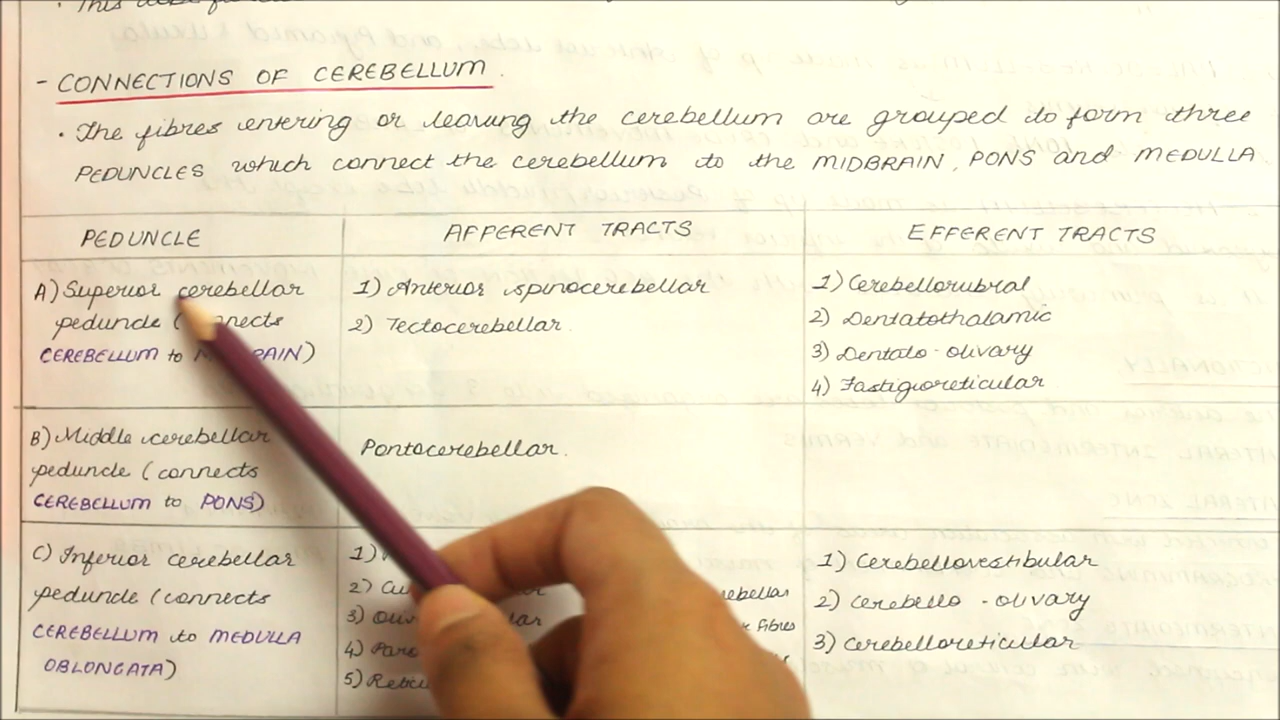 - CONNECTIONS OF CEREBELLUM.
· The fibres entering or leaving the cerebellum are grouped to form three
PEDUNCLES which connect the cerebellum to the MIDBRAIN, PONS and MEDULLA
PEDUNCLE
AFFERENT TRACTS
EFFERENT TRACTS
A) Superior cerebellar
peduncle (
CEREBELLUM to
1) Anterior spinocerebellar
2) Tectocerebellar.
1) Cerebellorubral
2) Dentatothalamic
3) Dentato-olivary
4) Fastigioreticular.
B) Middle cerebellar
peduncle (connects
CEREBELLUM to PONS)
Pontocerebellar.
C) Inferior cerebellar
peduncle (connects
CEREBELLUM to MEDULLA
OBLONGATA)
1)
2)
3)
4)
5)
fibres
1) Cerebellovestibular
2) Cerebello-olivary
3) Cerebelloreticular